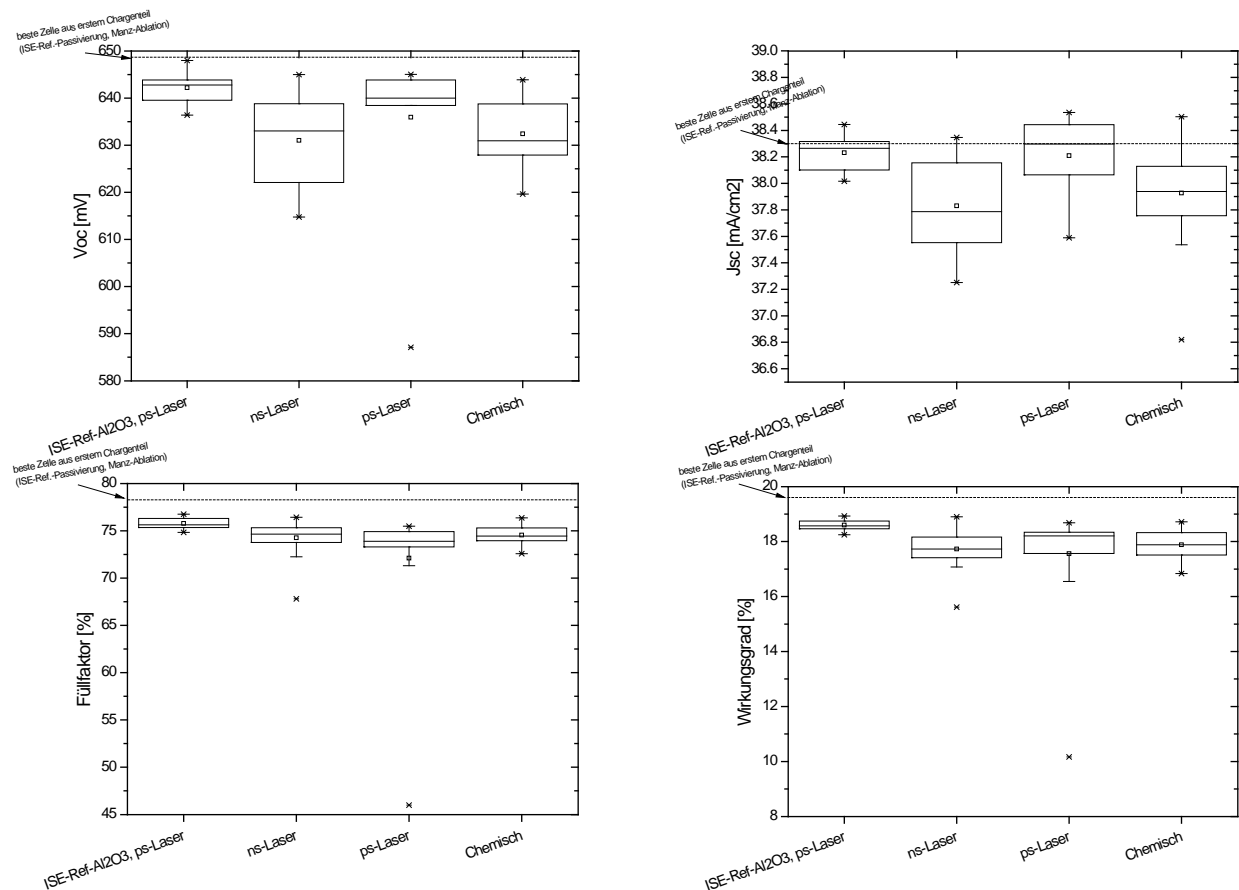 beste Zelle aus erstem Chargenteil
(ISE-Ref.-Passivierung, Manz-Ablation)
650
640
630
620
610
600
590
580
Voc [mV]
ISE-Ref-Al2O3, ps-Laser
ns-Laser
ps-Laser
Chemisch
beste Zelle aus erstem Chargenteil
(ISE-Ref.-Passivierung, Manz-Ablation)
39.0
38.8
38.6
38.4
38.2
38.0
37.8
37.6
37.4
37.2
37.0
36.8
36.6
Jsc [mA/cm2]
ISE-Ref-Al2O3, ps-Laser
ns-Laser
ps-Laser
Chemisch
beste Zelle aus erstem Chargenteil
(ISE-Ref.-Passivierung, Manz-Ablation)
80
75
70
65
60
55
50
45
Füllfaktor [%]
ISE-Ref-Al2O3, ps-Laser
ns-Laser
ps-Laser
Chemisch
beste Zelle aus erstem Chargenteil
(ISE-Ref.-Passivierung, Manz-Ablation)
20
18
16
14
12
10
8
Wirkungsgrad [%]
ISE-Ref-Al2O3, ps-Laser
ns-Laser
ps-Laser
Chemisch